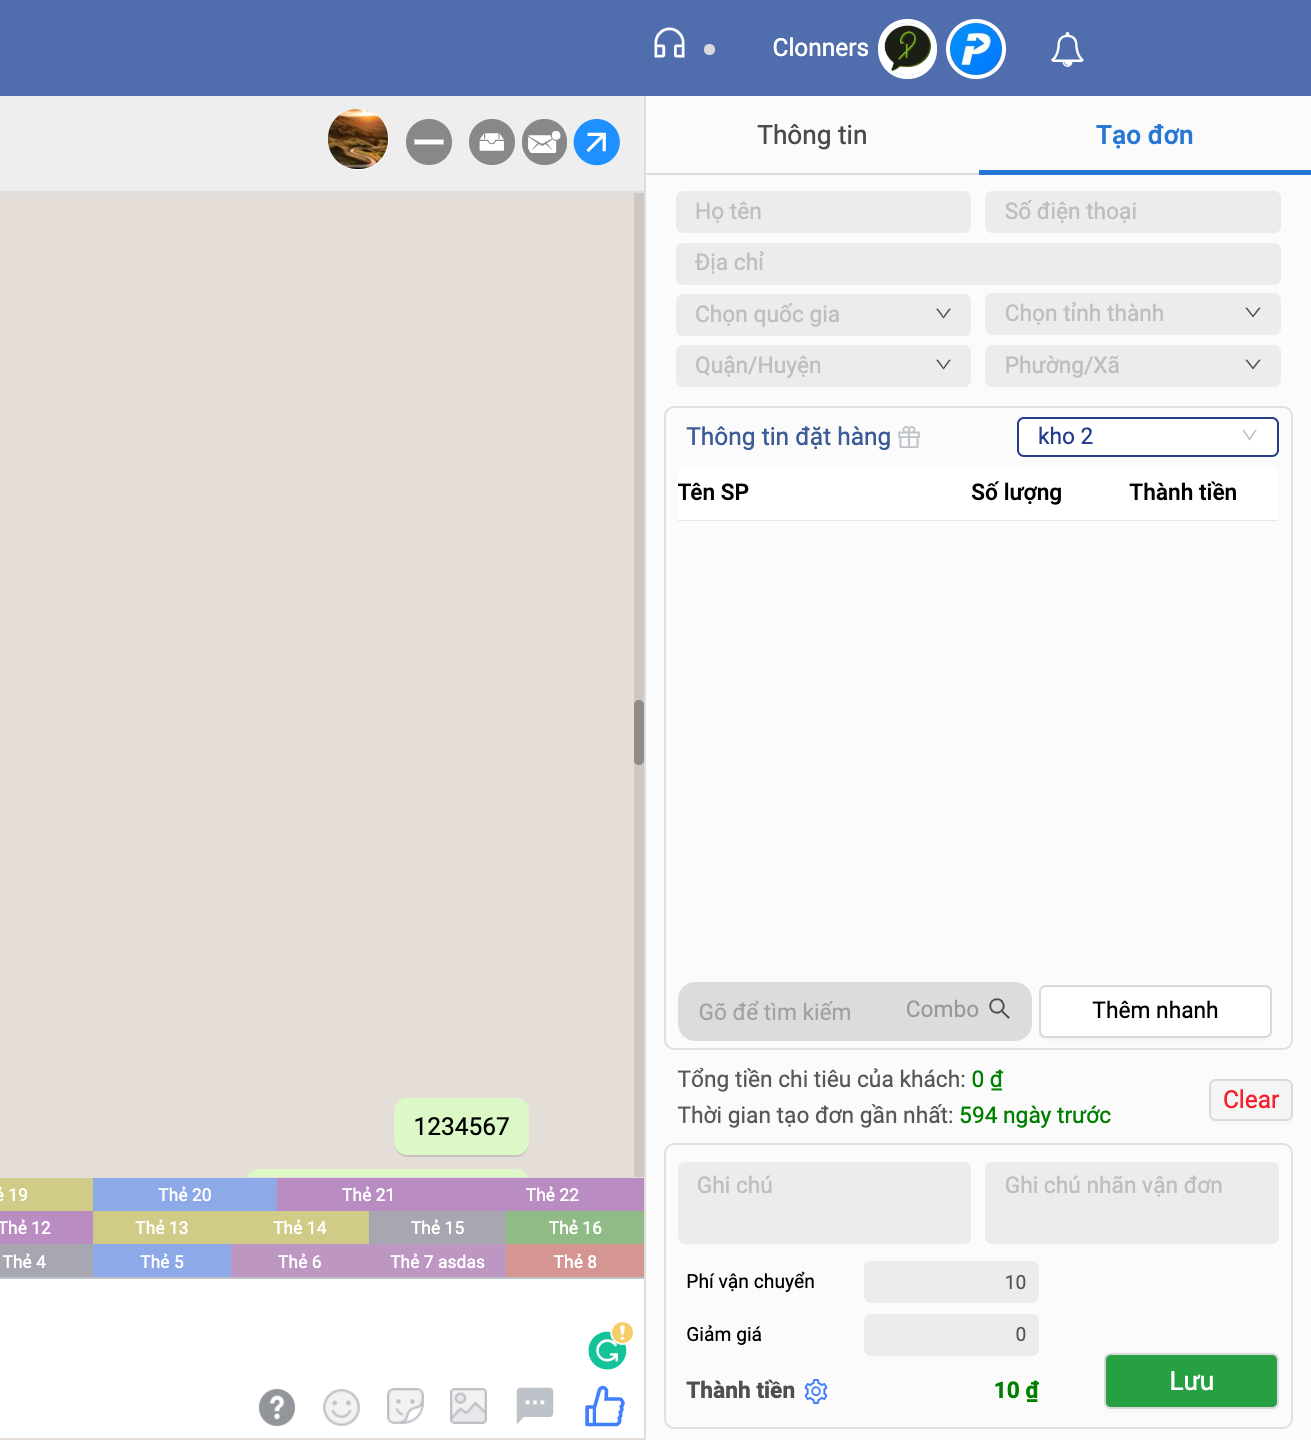 Clonners
Thông tin
Tạo đơn
Họ tên
Số điện thoại
Địa chỉ
Chọn quốc gia
Chọn tỉnh thành
Quận/Huyện
Phường/Xã
Thông tin đặt hàng
kho 2
Tên SP
Số lượng
Thành tiền
Gõ để tìm kiếm
Combo
Thêm nhanh
Tổng tiền chi tiêu của khách: 0 ₫
Thời gian tạo đơn gần nhất: 594 ngày trước
Clear
Ghi chú
Ghi chú nhãn vận đơn
Phí vận chuyển
10
Giảm giá
0
Thành tiền
10 ₫
Lưu
1234567
19
Thẻ 20
Thẻ 21
Thẻ 22
Thẻ 12
Thẻ 13
Thẻ 14
Thẻ 15
Thẻ 16
Thẻ 4
Thẻ 5
Thẻ 6
Thẻ 7 asdas
Thẻ 8